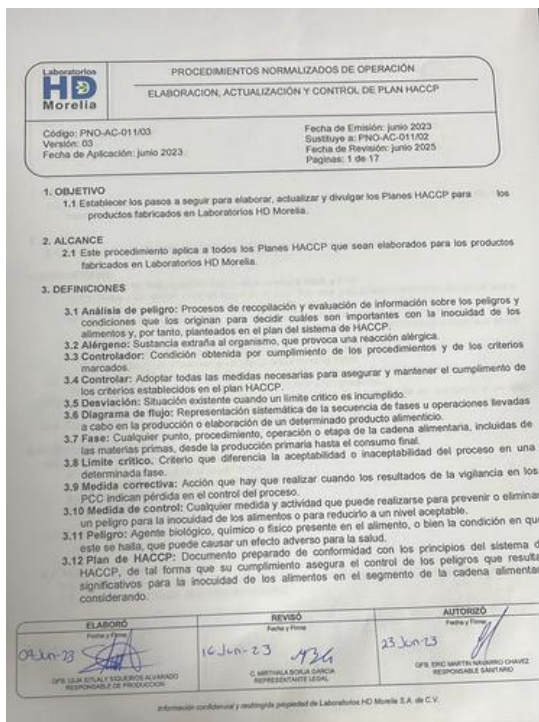 Laboratorios
HD
Morelia
PROCEDIMIENTOS NORMALIZADOS DE OPERACIÓN
ELABORACION, ACTUALIZACIÓN Y CONTROL DE PLAN HACCP
Código: PNO-AC-011/03
Versión: 03
Fecha de Aplicación: junio 2023
Fecha de Emisión: junio 2023
Sustituye a: PNO-AC-011/02
Fecha de Revisión: junio 2025
Paginas: 1 de 17
1. OBJETIVO
1.1 Establecer los pasos a seguir para elaborar, actualizar y divulgar los Planes HACCP para los
productos fabricados en Laboratorios HD Morelia.
2. ALCANCE
2.1 Este procedimiento aplica a todos los Planes HACCP que sean elaborados para los productos
fabricados en Laboratorios HD Morelia.
3. DEFINICIONES
3.1 Análisis de peligro: Procesos de recopilación y evaluación de información sobre los peligros y
condiciones que los originan para decidir cuáles son importantes con la inocuidad de los
alimentos y, por tanto, planteados en el plan del sistema de HACCP.
3.2 Alérgeno: Sustancia extraña al organismo, que provoca una reacción alérgica.
3.3 Controlador: Condición obtenida por cumplimiento de los procedimientos y de los criterios
marcados.
3.4 Controlar: Adoptar todas las medidas necesarias para asegurar y mantener el cumplimiento de
los criterios establecidos en el plan HACCP.
3.5 Desviación: Situación existente cuando un límite critico es incumplido.
3.6 Diagrama de flujo: Representación sistemática de la secuencia de fases u operaciones llevadas
a cabo en la producción o elaboración de un determinado producto alimenticio.
3.7 Fase: Cualquier punto, procedimiento, operación o etapa de la cadena alimentaria, incluidas de
las materias primas, desde la producción primaria hasta el consumo final.
3.8 Limite critico. Criterio que diferencia la aceptabilidad o inaceptabilidad del proceso en una
determinada fase.
3.9 Medida correctiva: Acción que hay que realizar cuando los resultados de la vigilancia en los
PCC indican pérdida en el control del proceso.
3.10 Medida de control: Cualquier medida y actividad que puede realizarse para prevenir o eliminar
un peligro para la inocuidad de los alimentos o para reducirlo a un nivel aceptable.
3.11 Peligro: Agente biológico, químico o físico presente en el alimento, o bien la condición en que
este se halla, que puede causar un efecto adverso para la salud.
3.12 Plan de HACCP: Documento preparado de conformidad con los principios del sistema d
HACCP, de tal forma que su cumplimiento asegura el control de los peligros que resulta
significativos para la inocuidad de los alimentos en el segmento de la cadena alimentar
considerando.
ELABORÓ
Fecha y Firma
09-Jun-23
RESPONSABLE DE PRODUCCION
REVISÓ
Fecha y Firma
16-Jun-23
C. MIRTHALA BORJA GARCIA
REPRESENTANTE LEGAL
AUTORIZÓ
Fecha y Firma
23 Jun-23
QFB. ERIC MARTIN NAVARRO CHAVEZ
RESPONSABLE SANITARIO
Información confidencial y restringida propiedad de Laboratorios HD Morelia S.A. de C.V.